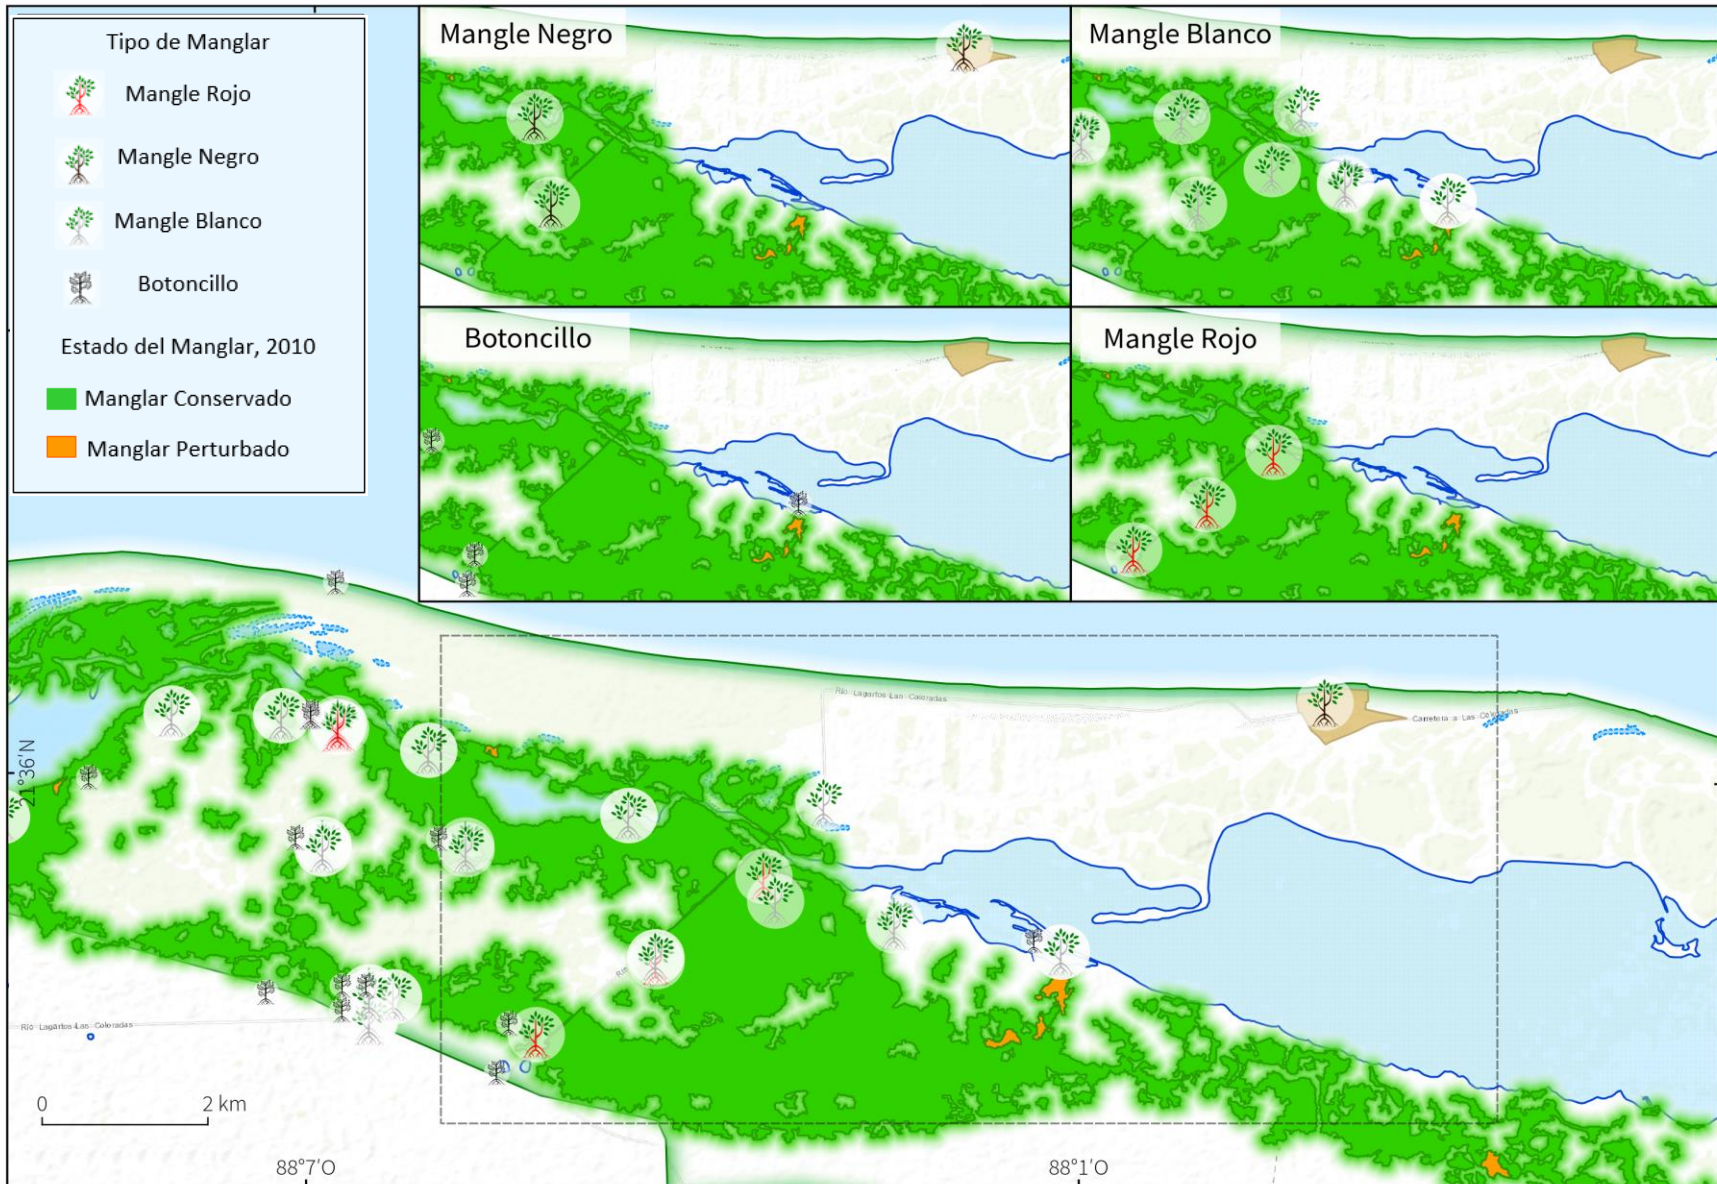 Tipo de Manglar
Mangle Rojo
Mangle Negro
Mangle Blanco
Botoncillo
Estado del Manglar, 2010
Manglar Conservado
Manglar Perturbado
Mangle Negro
Mangle Blanco
Botoncillo
Mangle Rojo
Río Lagartos-Las Coloradas
Carretera a Las Coloradas
21°36'N
Río Lagartos-Las Coloradas
0 2 km
88°7'O
88°1'O